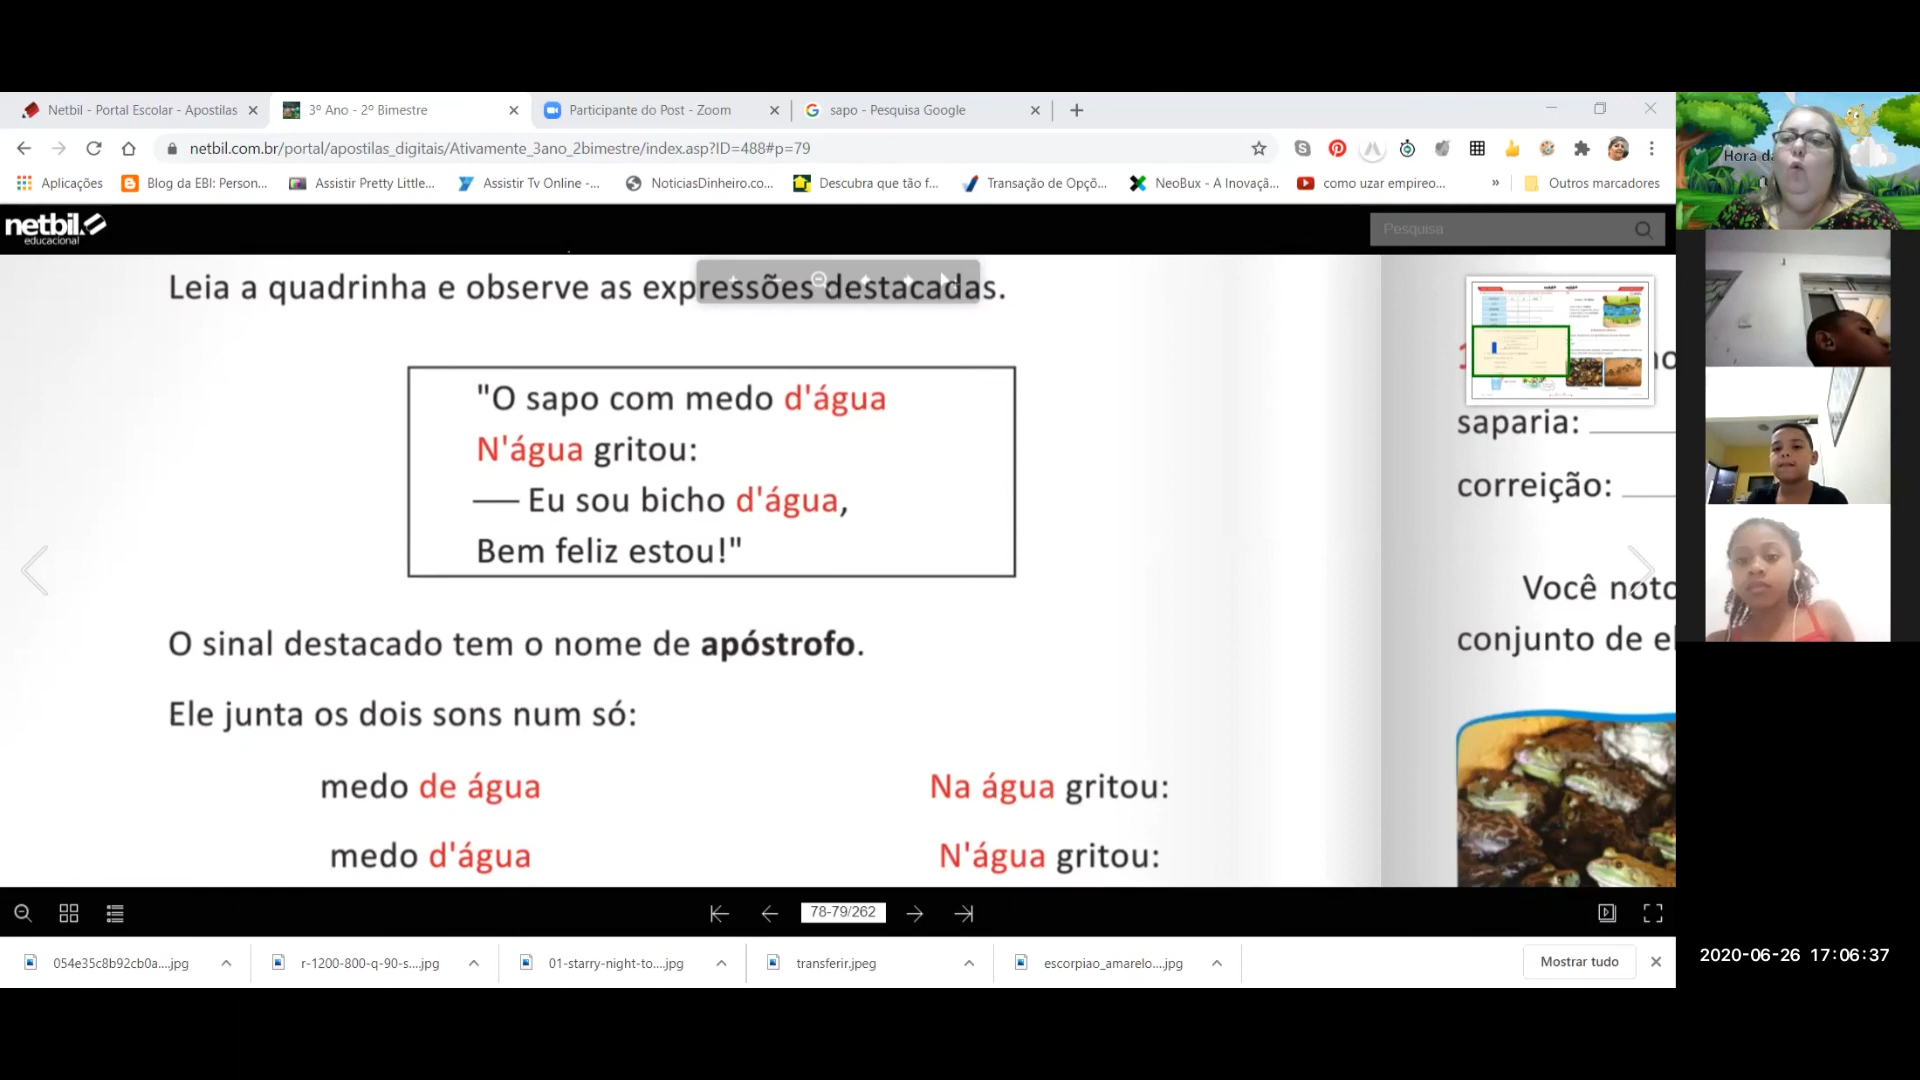 Netbil - Portal Escolar - Apostilas
3º Ano - 2º Bimestre
Participante do Post - Zoom
sapo - Pesquisa Google
netbil.com.br/portal/apostilas_digitais/Ativamente_3ano_2bimestre/index.asp?ID=488#p=79
Aplicações
Blog da EBI: Person...
Assistir Pretty Little...
Assistir Tv Online -...
NoticiasDinheiro.co...
Descubra que tão f...
Transação de Opçõ...
NeoBux - A Inovaçã...
como uzar empireo...
»
Outros marcadores
Hora da
netbil
educacional
Pesquisa
Leia a quadrinha e observe as expressões destacadas.
"O sapo com medo d'água
N'água gritou:
— Eu sou bicho d'água,
Bem feliz estou!"
O sinal destacado tem o nome de apóstrofo.
Ele junta os dois sons num só:
medo de água
Na água gritou:
medo d'água
N'água gritou:
saparia:
correição:
Você noto
conjunto de el
78-79/262
054e35c8b92cb0a....jpg
r-1200-800-q-90-s....jpg
01-starry-night-to....jpg
transferir.jpeg
escorpiao_amarelo....jpg
Mostrar tudo
2020-06-26 17:06:37